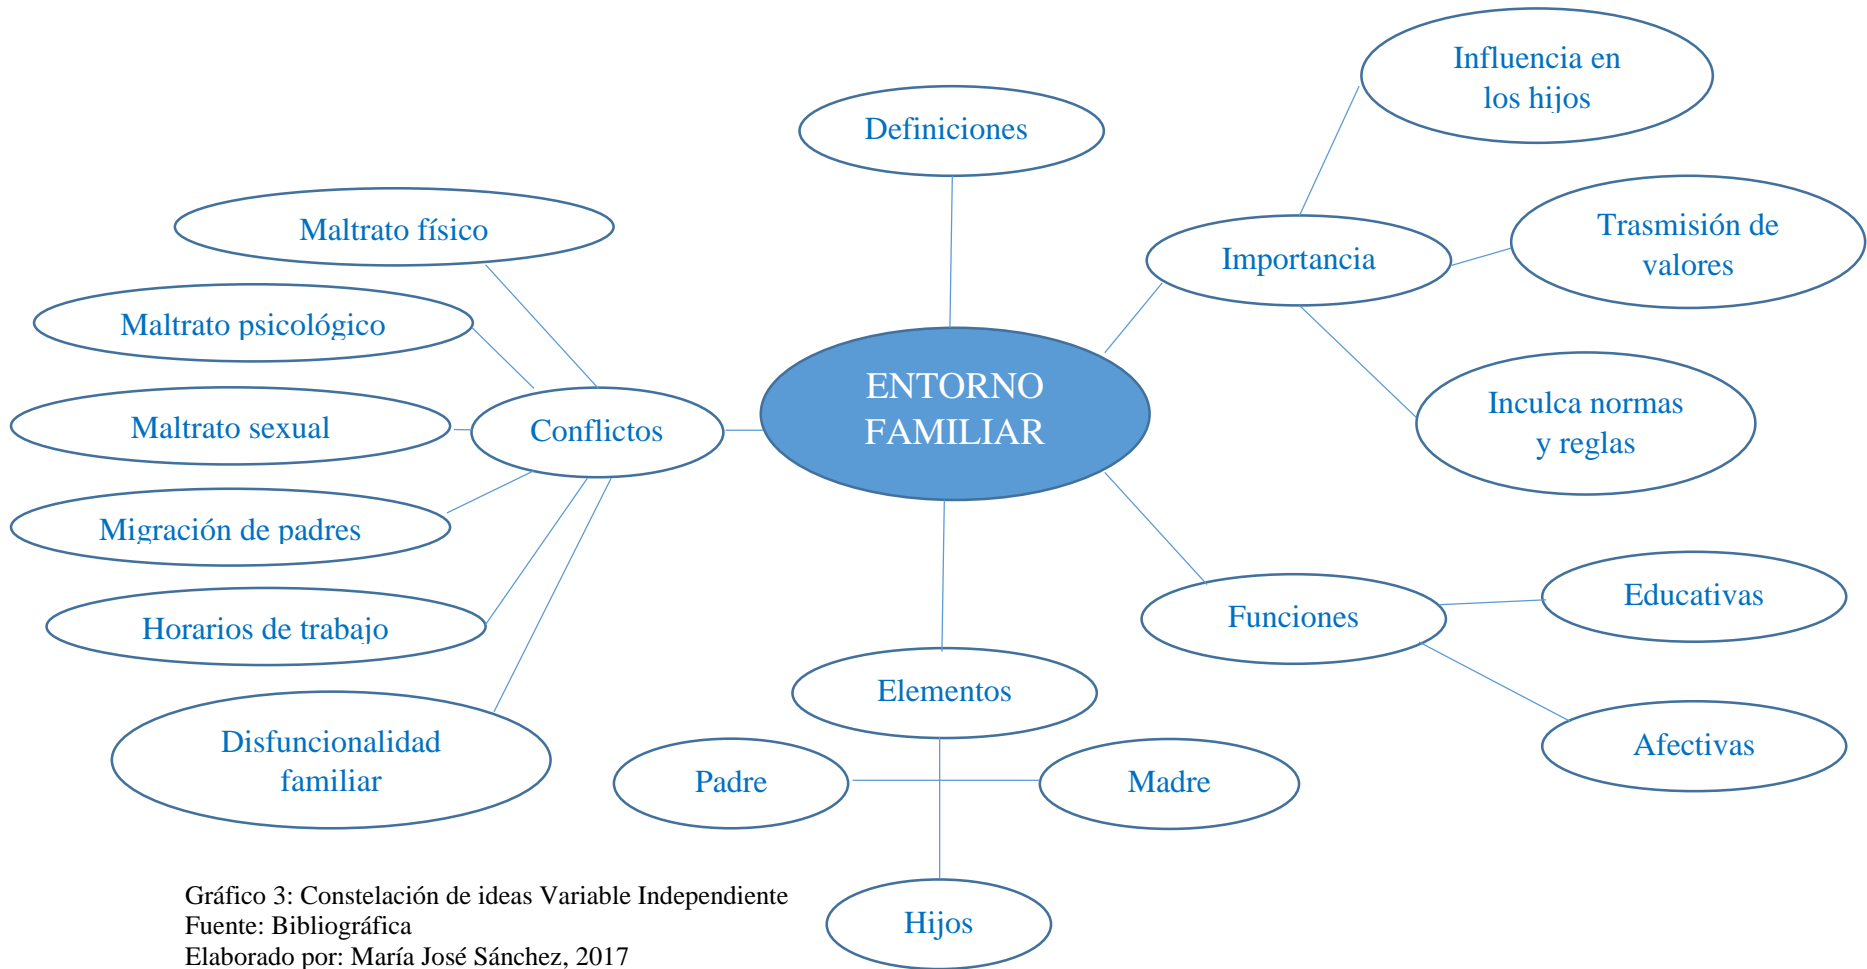 Influencia en
los hijos
Definiciones
Maltrato físico
Trasmisión de
valores
Importancia
Maltrato psicológico
ENTORNO
FAMILIAR
Inculca normas
y reglas
Maltrato sexual
Conflictos
Migración de padres
Educativas
Funciones
Horarios de trabajo
Elementos
Disfuncionalidad
familiar
Afectivas
Padre
Madre
Hijos
Gráfico 3: Constelación de ideas Variable Independiente
Fuente: Bibliográfica
Elaborado por: María José Sánchez, 2017